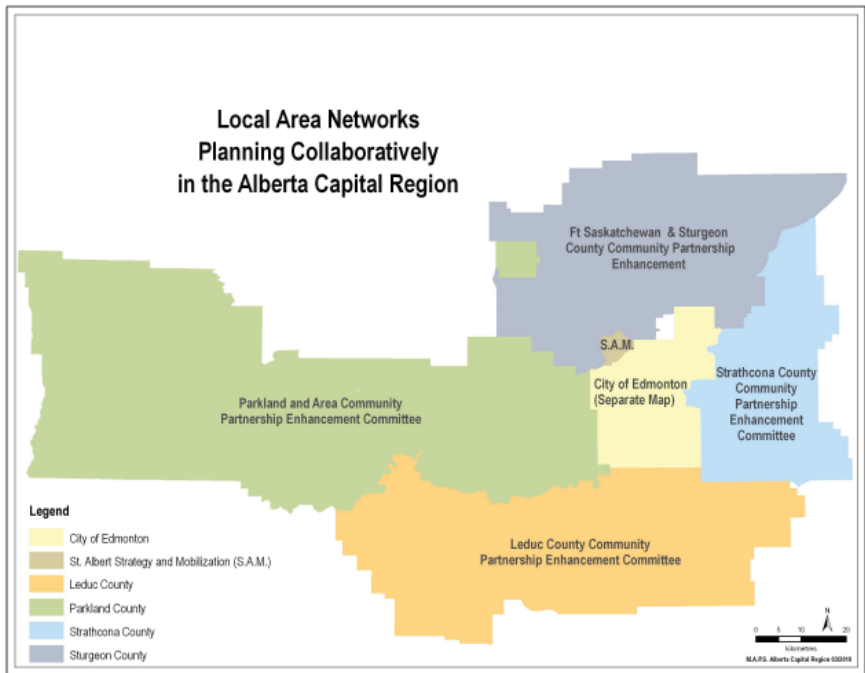 Local Area Networks
Planning Collaboratively
in the Alberta Capital Region
Ft Saskatchewan & Sturgeon
County Community Partnership
Enhancement
S.A.M.
City of Edmonton
(Separate Map)
Strathcona County
Community
Partnership
Enhancement
Committee
Parkland and Area Community
Partnership Enhancement Committee
Leduc County Community
Partnership Enhancement Committee
Legend
City of Edmonton
St. Albert Strategy and Mobilization (S.A.M.)
Leduc County
Parkland County
Strathcona County
Sturgeon County
N
0 5 10 20
kilometres
M.A.P.S. Alberta Capital Region 03/2010